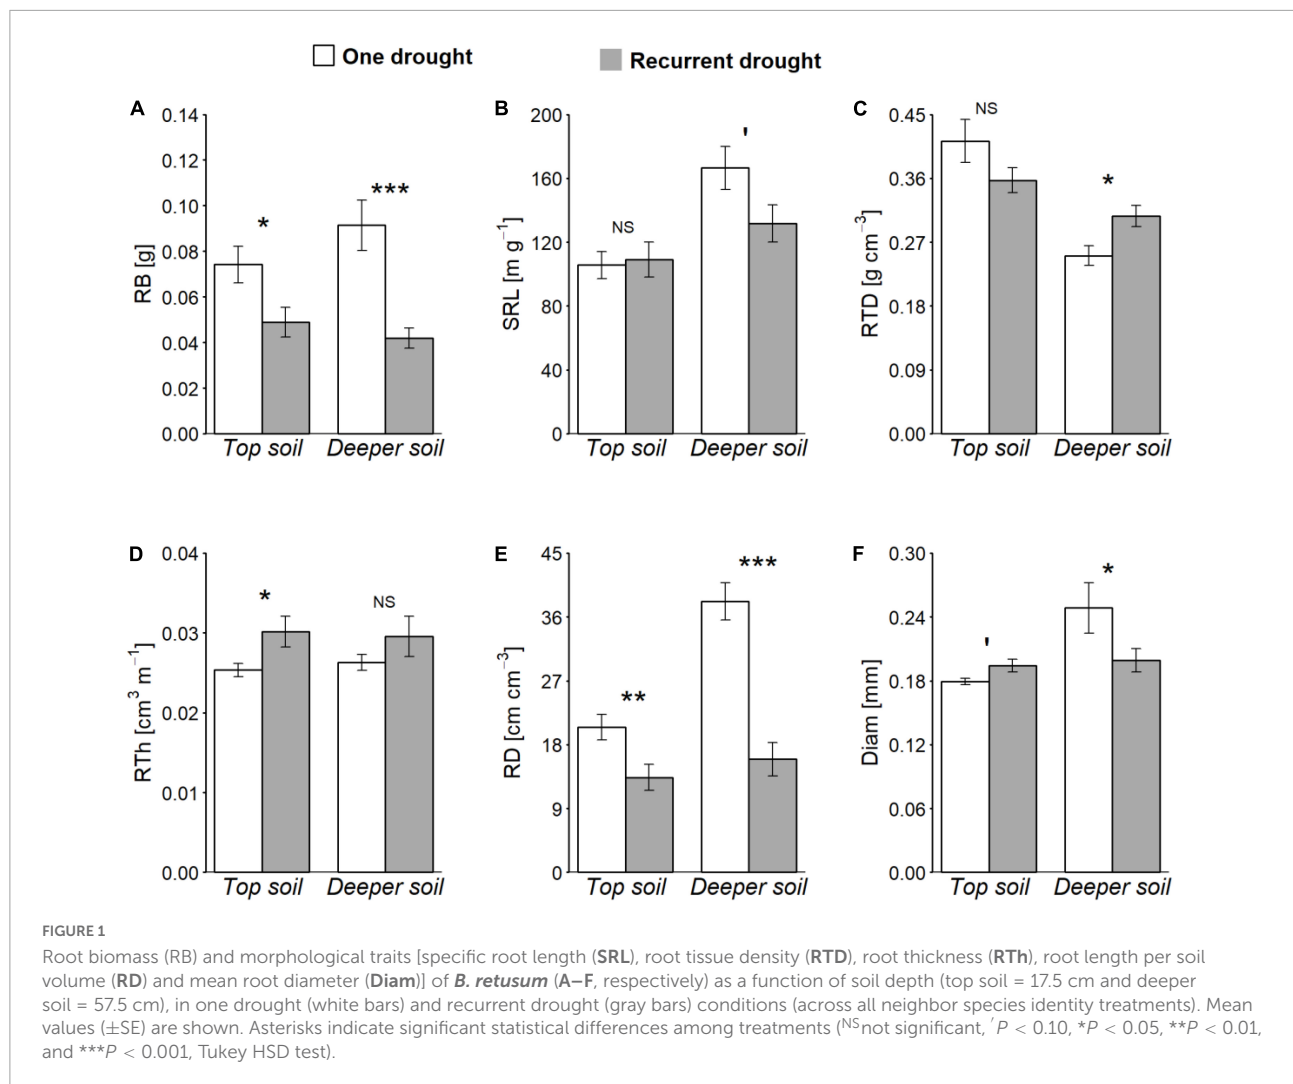 One drought
Recurrent drought
A
0.14
0.12
0.10
0.08
0.06
0.04
0.02
0.00
RB [g]
*
***
Top soil
Deeper soil
B
200
160
120
80
40
0
SRL [m g⁻¹]
NS
'
Top soil
Deeper soil
C
0.45
0.36
0.27
0.18
0.09
0.00
RTD [g cm⁻³]
NS
*
Top soil
Deeper soil
D
0.04
0.03
0.02
0.01
0.00
RTh [cm³ m⁻¹]
*
NS
Top soil
Deeper soil
E
45
36
27
18
9
0
RD [cm cm⁻³]
**
***
Top soil
Deeper soil
F
0.30
0.24
0.18
0.12
0.06
0.00
Diam [mm]
'
*
Top soil
Deeper soil
FIGURE 1
Root biomass (RB) and morphological traits [specific root length (SRL), root tissue density (RTD), root thickness (RTh), root length per soil
volume (RD) and mean root diameter (Diam)] of B. retusum (A–F, respectively) as a function of soil depth (top soil = 17.5 cm and deeper
soil = 57.5 cm), in one drought (white bars) and recurrent drought (gray bars) conditions (across all neighbor species identity treatments). Mean
values (±SE) are shown. Asterisks indicate significant statistical differences among treatments (ᴺˢnot significant, ′P < 0.10, *P < 0.05, **P < 0.01,
and ***P < 0.001, Tukey HSD test).